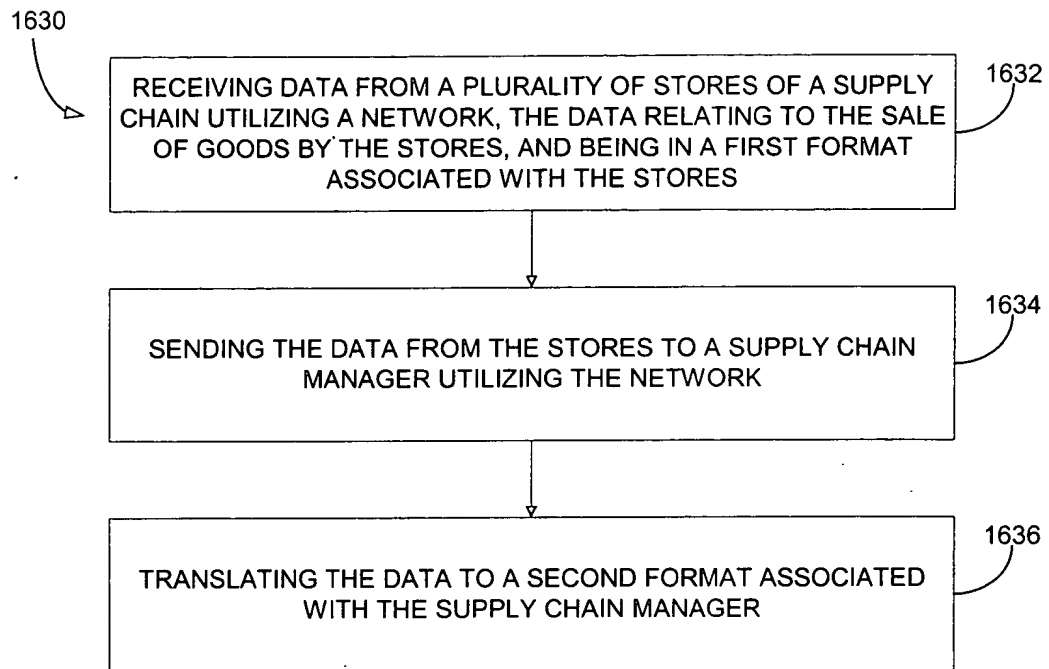 1630
1632
RECEIVING DATA FROM A PLURALITY OF STORES OF A SUPPLY
CHAIN UTILIZING A NETWORK, THE DATA RELATING TO THE SALE
OF GOODS BY THE STORES, AND BEING IN A FIRST FORMAT
ASSOCIATED WITH THE STORES
1634
SENDING THE DATA FROM THE STORES TO A SUPPLY CHAIN
MANAGER UTILIZING THE NETWORK
1636
TRANSLATING THE DATA TO A SECOND FORMAT ASSOCIATED
WITH THE SUPPLY CHAIN MANAGER